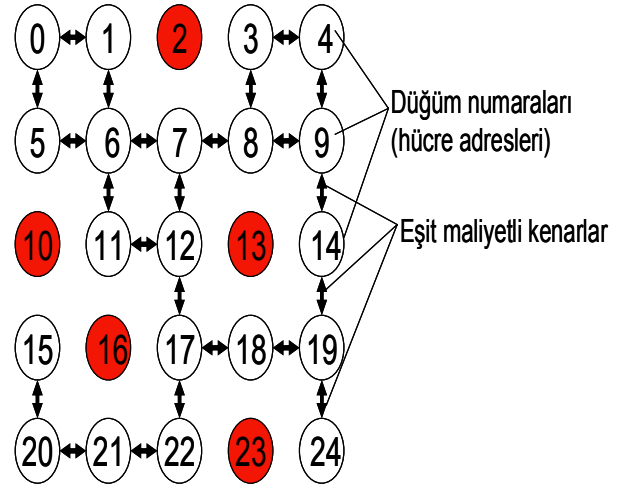 0 1 2 3 4
Düğüm numaraları
5 6 7 8 9
(hücre adresleri)
10 11 12 13 14
Eşit maliyetli kenarlar
15 16 17 18 19
20 21 22 23 24